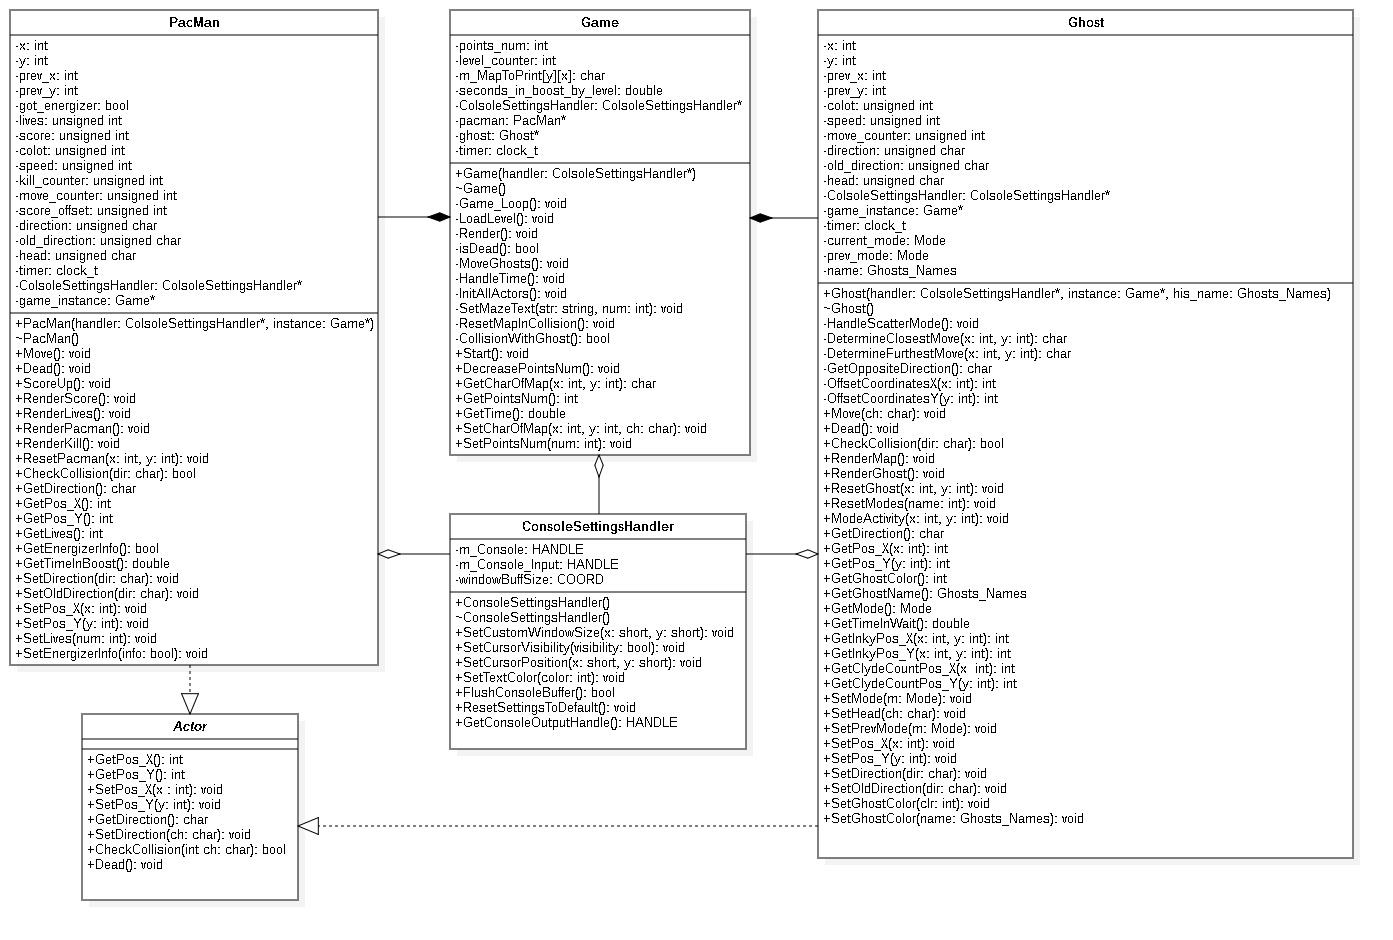 PacMan
-x: int
-y: int
-prev_x: int
-prev_y: int
-got_energizer: bool
-lives: unsigned int
-score: unsigned int
-colot: unsigned int
-speed: unsigned int
-kill_counter: unsigned int
-move_counter: unsigned int
-score_offset: unsigned int
-direction: unsigned char
-old_direction: unsigned char
-head: unsigned char
-timer: clock_t
-ColsoleSettingsHandler: ColsoleSettingsHandler*
-game_instance: Game*
+PacMan(handler: ColsoleSettingsHandler*, instance: Game*)
~PacMan()
+Move(): void
+Dead(): void
+ScoreUp(): void
+RenderScore(): void
+RenderLives(): void
+RenderPacman(): void
+RenderKill(): void
+ResetPacman(x: int, y: int): void
+CheckCollision(dir: char): bool
+GetDirection(): char
+GetPos_X(): int
+GetPos_Y(): int
+GetLives(): int
+GetEnergizerInfo(): bool
+GetTimeInBoost(): double
+SetDirection(dir: char): void
+SetOldDirection(dir: char): void
+SetPos_X(x: int): void
+SetPos_Y(y: int): void
+SetLives(num: int): void
+SetEnergizerInfo(info: bool): void
Game
-points_num: int
-level_counter: int
-m_MapToPrint[y][x]: char
-seconds_in_boost_by_level: double
-ColsoleSettingsHandler: ColsoleSettingsHandler*
-pacman: PacMan*
-ghost: Ghost*
-timer: clock_t
+Game(handler: ColsoleSettingsHandler*)
~Game()
-Game_Loop(): void
-LoadLevel(): void
-Render(): void
-isDead(): bool
-MoveGhosts(): void
-HandleTime(): void
-InitAllActors(): void
-SetMazeText(str: string, num: int): void
-ResetMapInCollision(): void
-CollisionWithGhost(): bool
+Start(): void
+DecreasePointsNum(): void
+GetCharOfMap(x: int, y: int): char
+GetPointsNum(): int
+GetTime(): double
+SetCharOfMap(x: int, y: int, ch: char): void
+SetPointsNum(num: int): void
Ghost
-x: int
-y: int
-prev_x: int
-prev_y: int
-colot: unsigned int
-speed: unsigned int
-move_counter: unsigned int
-direction: unsigned char
-old_direction: unsigned char
-head: unsigned char
-ColsoleSettingsHandler: ColsoleSettingsHandler*
-game_instance: Game*
-timer: clock_t
-current_mode: Mode
-prev_mode: Mode
-name: Ghosts_Names
+Ghost(handler: ColsoleSettingsHandler*, instance: Game*, his_name: Ghosts_Names)
~Ghost()
-HandleScatterMode(): void
-DetermineClosestMove(x: int, y: int): char
-DetermineFurthestMove(x: int, y: int): char
-GetOppositeDirection(): char
-OffsetCoordinatesX(x: int): int
-OffsetCoordinatesY(y: int): int
+Move(ch: char): void
+Dead(): void
+CheckCollision(dir: char): bool
+RenderMap(): void
+RenderGhost(): void
+ResetGhost(x: int, y: int): void
+ResetModes(name: int): void
+ModeActivity(x: int, y: int): void
+GetDirection(): char
+GetPos_X(x: int): int
+GetPos_Y(y: int): int
+GetGhostColor(): int
+GetGhostName(): Ghosts_Names
+GetMode(): Mode
+GetTimeInWait(): double
+GetInkyPos_X(x: int, y: int): int
+GetInkyPos_Y(x: int, y: int): int
+GetClydeCountPos_X(x  int): int
+GetClydeCountPos_Y(y: int): int
+SetMode(m: Mode): void
+SetHead(ch: char): void
+SetPrevMode(m: Mode): void
+SetPos_X(x: int): void
+SetPos_Y(y: int): void
+SetDirection(dir: char): void
+SetOldDirection(dir: char): void
+SetGhostColor(clr: int): void
+SetGhostColor(name: Ghosts_Names): void
ConsoleSettingsHandler
-m_Console: HANDLE
-m_Console_Input: HANDLE
-windowBuffSize: COORD
+ConsoleSettingsHandler()
~ConsoleSettingsHandler()
+SetCustomWindowSize(x: short, y: short): void
+SetCursorVisibility(visibility: bool): void
+SetCursorPosition(x: short, y: short): void
+SetTextColor(color: int): void
+FlushConsoleBuffer(): bool
+ResetSettingsToDefault(): void
+GetConsoleOutputHandle(): HANDLE
Actor
+GetPos_X(): int
+GetPos_Y(): int
+SetPos_X(x : int): void
+SetPos_Y(y: int): void
+GetDirection(): char
+SetDirection(ch: char): void
+CheckCollision(int ch: char): bool
+Dead(): void